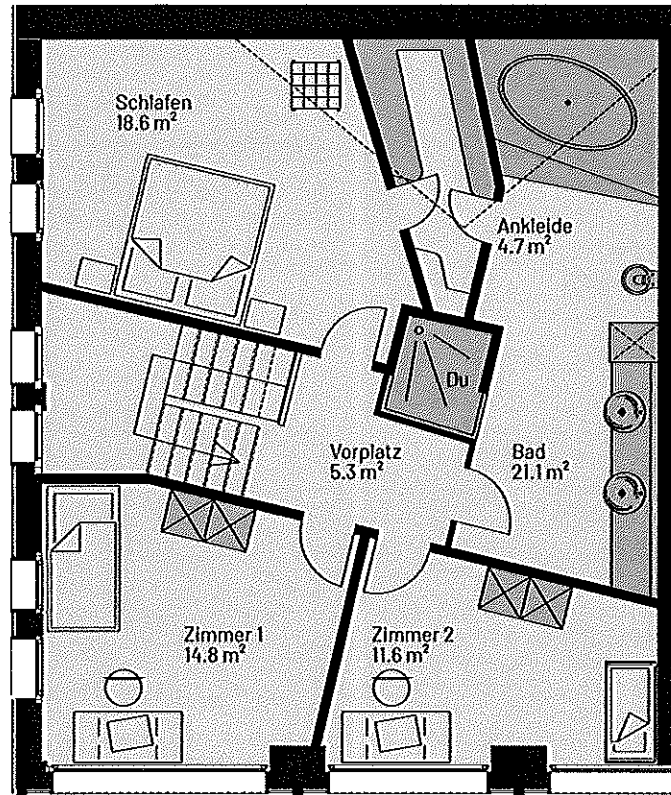 Schlafen
18.6 m²
Ankleide
4.7 m²
Du
Vorplatz
5.3 m²
Bad
21.1 m²
Zimmer 1
14.8 m²
Zimmer 2
11.6 m²